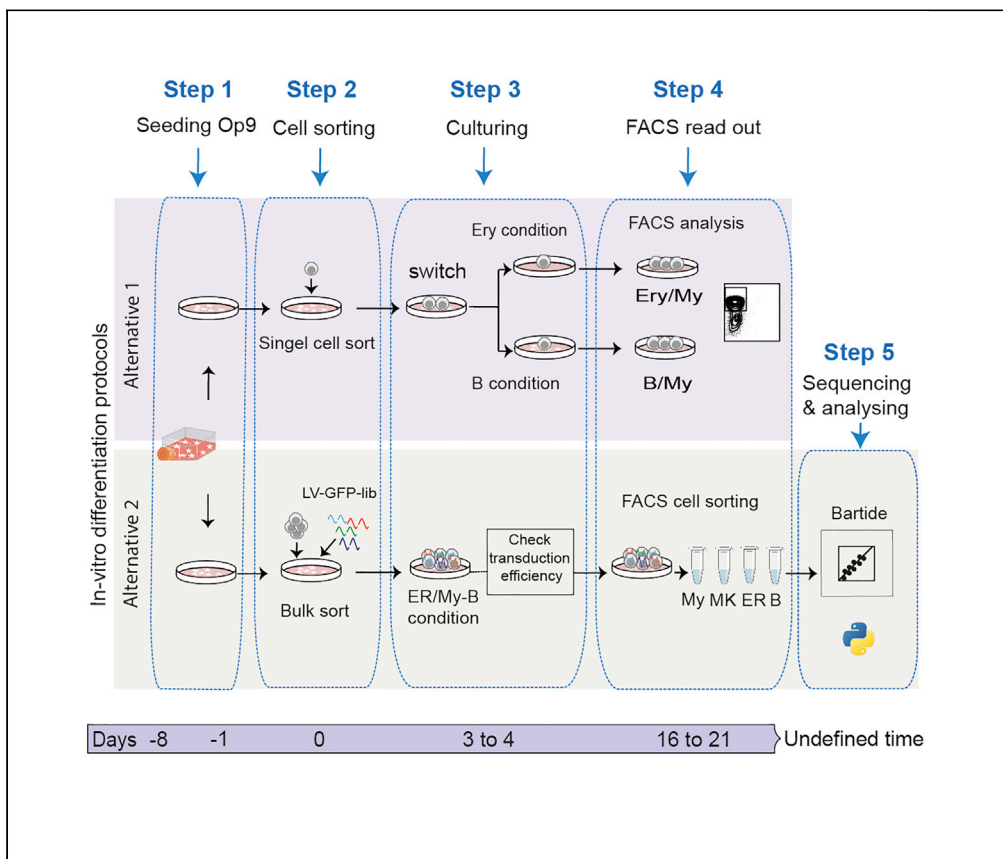 Step 1
Seeding Op9
Step 2
Cell sorting
Step 3
Culturing
Step 4
FACS read out
In-vitro differentiation protocols
Alternative 1
Singel cell sort
switch
Ery condition
B condition
FACS analysis
Ery/My
B/My
Step 5
Sequencing
& analysing
Alternative 2
LV-GFP-lib
Bulk sort
ER/My-B
condition
Check
transduction
efficiency
FACS cell sorting
My MK ER B
Bartide
Days -8 -1 0 3 to 4 16 to 21 Undefined time